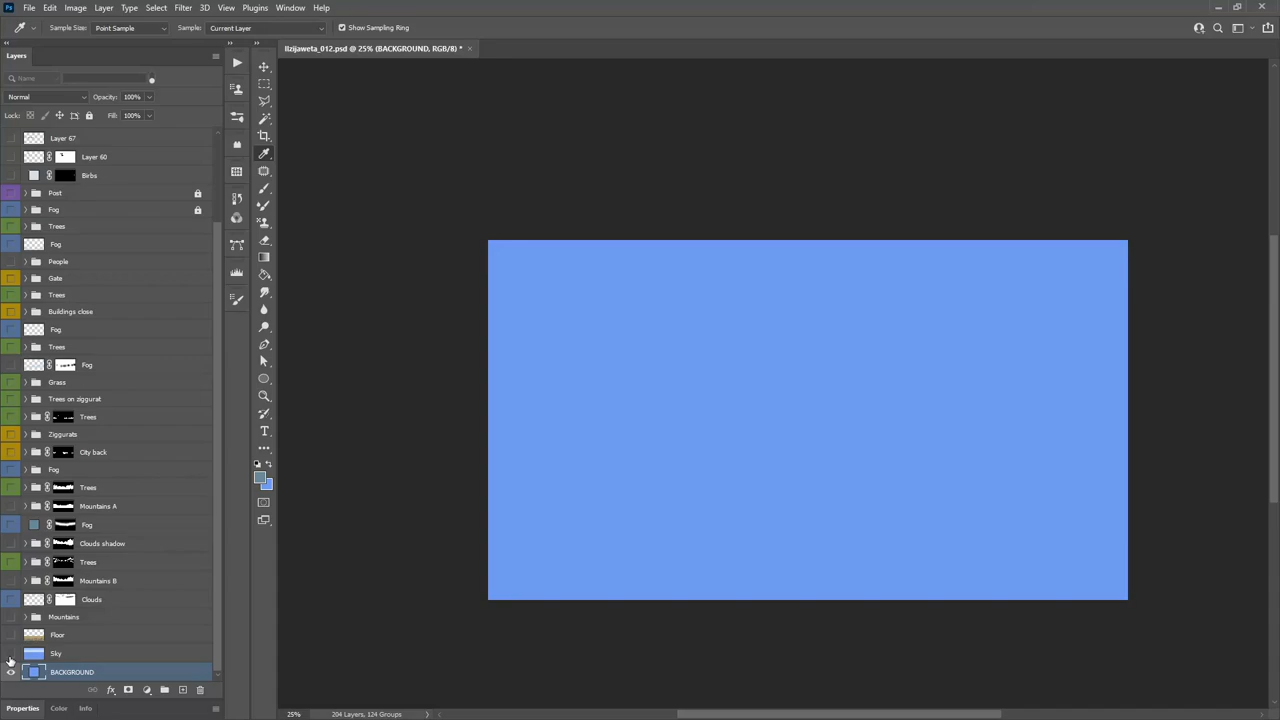 Ps File Edit Image Layer Type Select Filter 3D View Plugins Window Help
Sample Size: Point Sample Sample: Current Layer Show Sampling Ring
Ilzijaweta_012.psd @ 25% (BACKGROUND, RGB/8) *
Layers
Name
Normal Opacity: 100%
Lock: Fill: 100%
Layer 67
Layer 60
Birbs
Post
Fog
Trees
Fog
People
Gate
Trees
Buildings close
Fog
Trees
Fog
Grass
Trees on ziggurat
Trees
Ziggurats
City back
Fog
Trees
Mountains A
Fog
Clouds shadow
Trees
Mountains B
Clouds
Mountains
Floor
Sky
BACKGROUND
fx
Properties Color Info
25% 204 Layers, 124 Groups